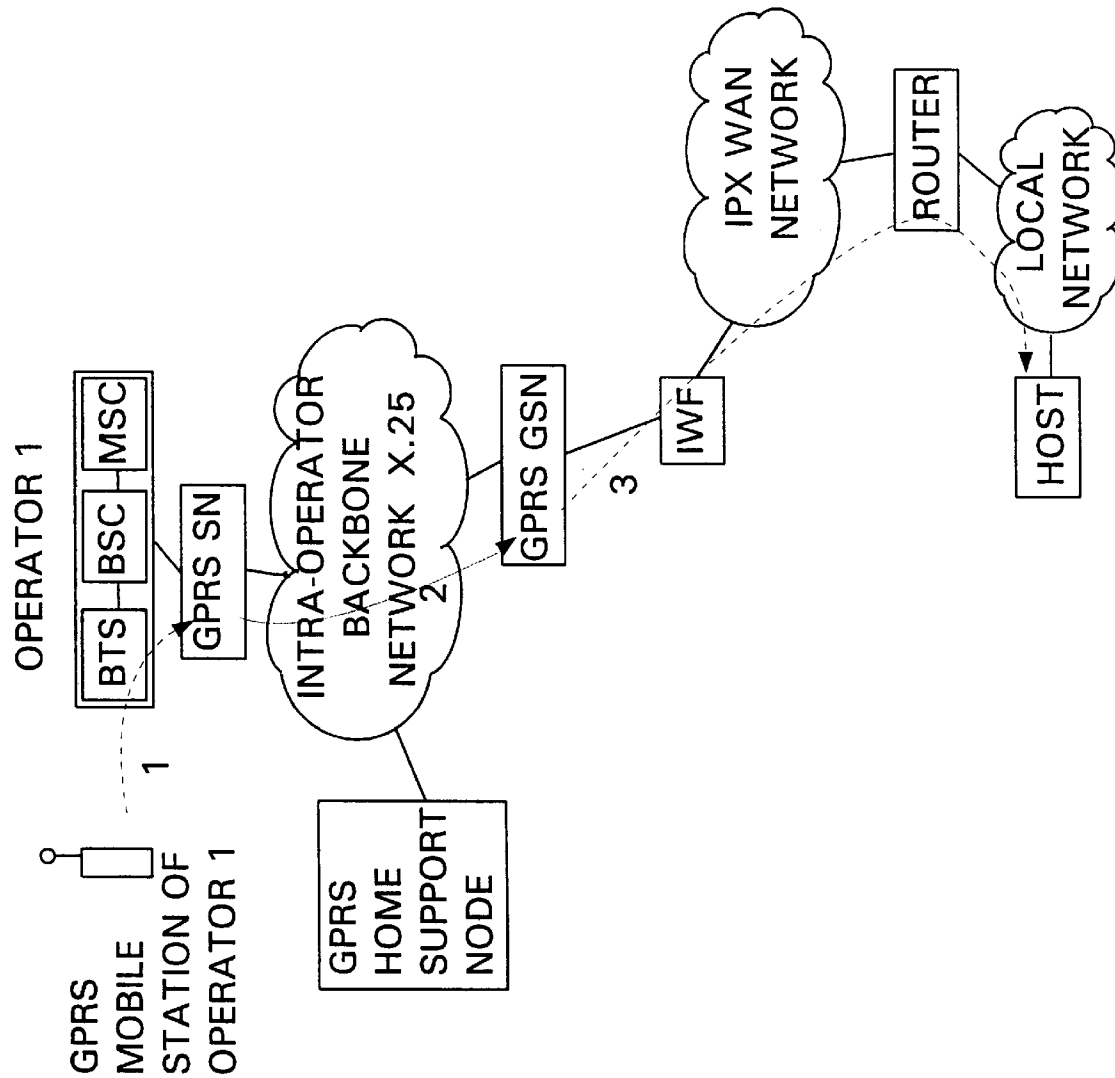 OPERATOR 1
BTS
BSC
MSC
GPRS
MOBILE
STATION OF
OPERATOR 1
1
GPRS SN
INTRA-OPERATOR
BACKBONE
NETWORK X.25
2
GPRS
HOME
SUPPORT
NODE
GPRS GSN
3
IWF
IPX WAN
NETWORK
ROUTER
LOCAL
NETWORK
HOST